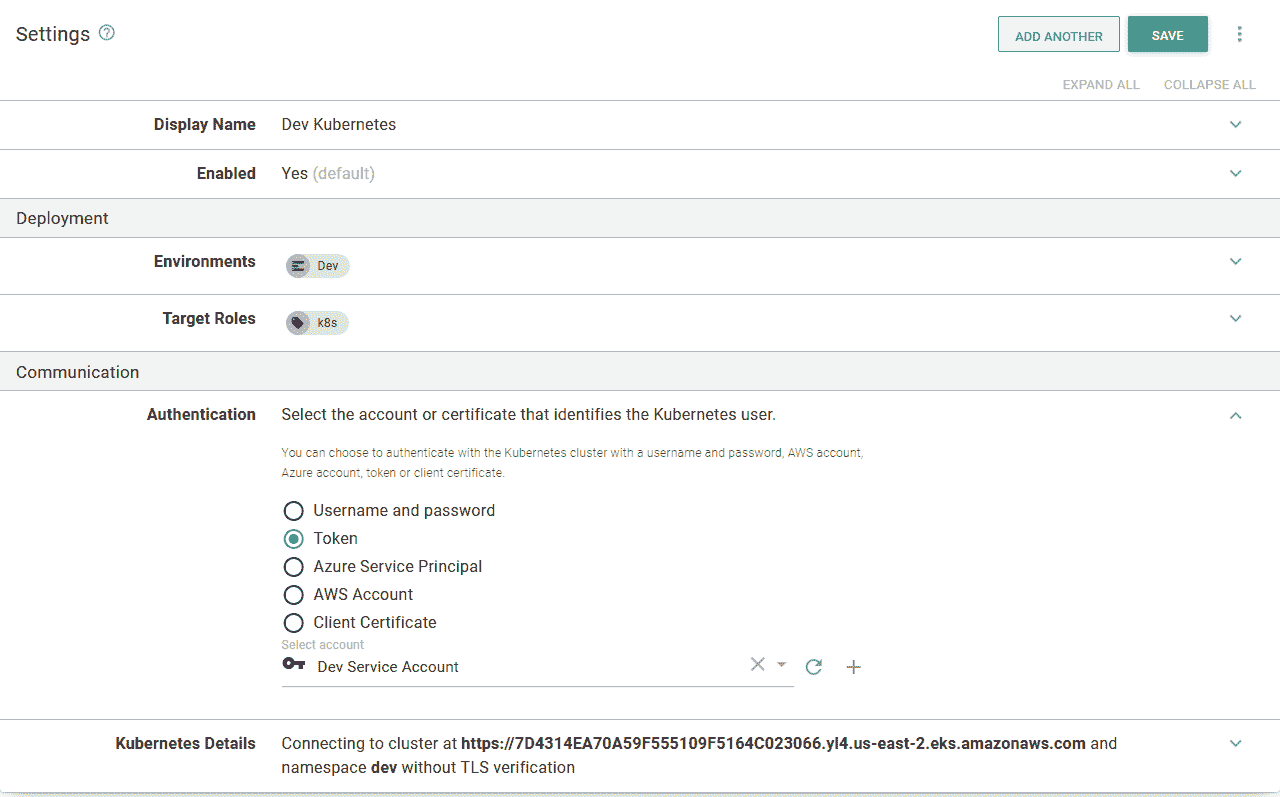 Settings ?
ADD ANOTHER
SAVE
EXPAND ALL
COLLAPSE ALL
Display Name
Dev Kubernetes
Enabled
Yes (default)
Deployment
Environments
Dev
Target Roles
k8s
Communication
Authentication
Select the account or certificate that identifies the Kubernetes user.
You can choose to authenticate with the Kubernetes cluster with a username and password, AWS account,
Azure account, token or client certificate.
Username and password
Token
Azure Service Principal
AWS Account
Client Certificate
Select account
Dev Service Account
Kubernetes Details
Connecting to cluster at https://7D4314EA70A59F555109F5164C023066.yl4.us-east-2.eks.amazonaws.com and
namespace dev without TLS verification